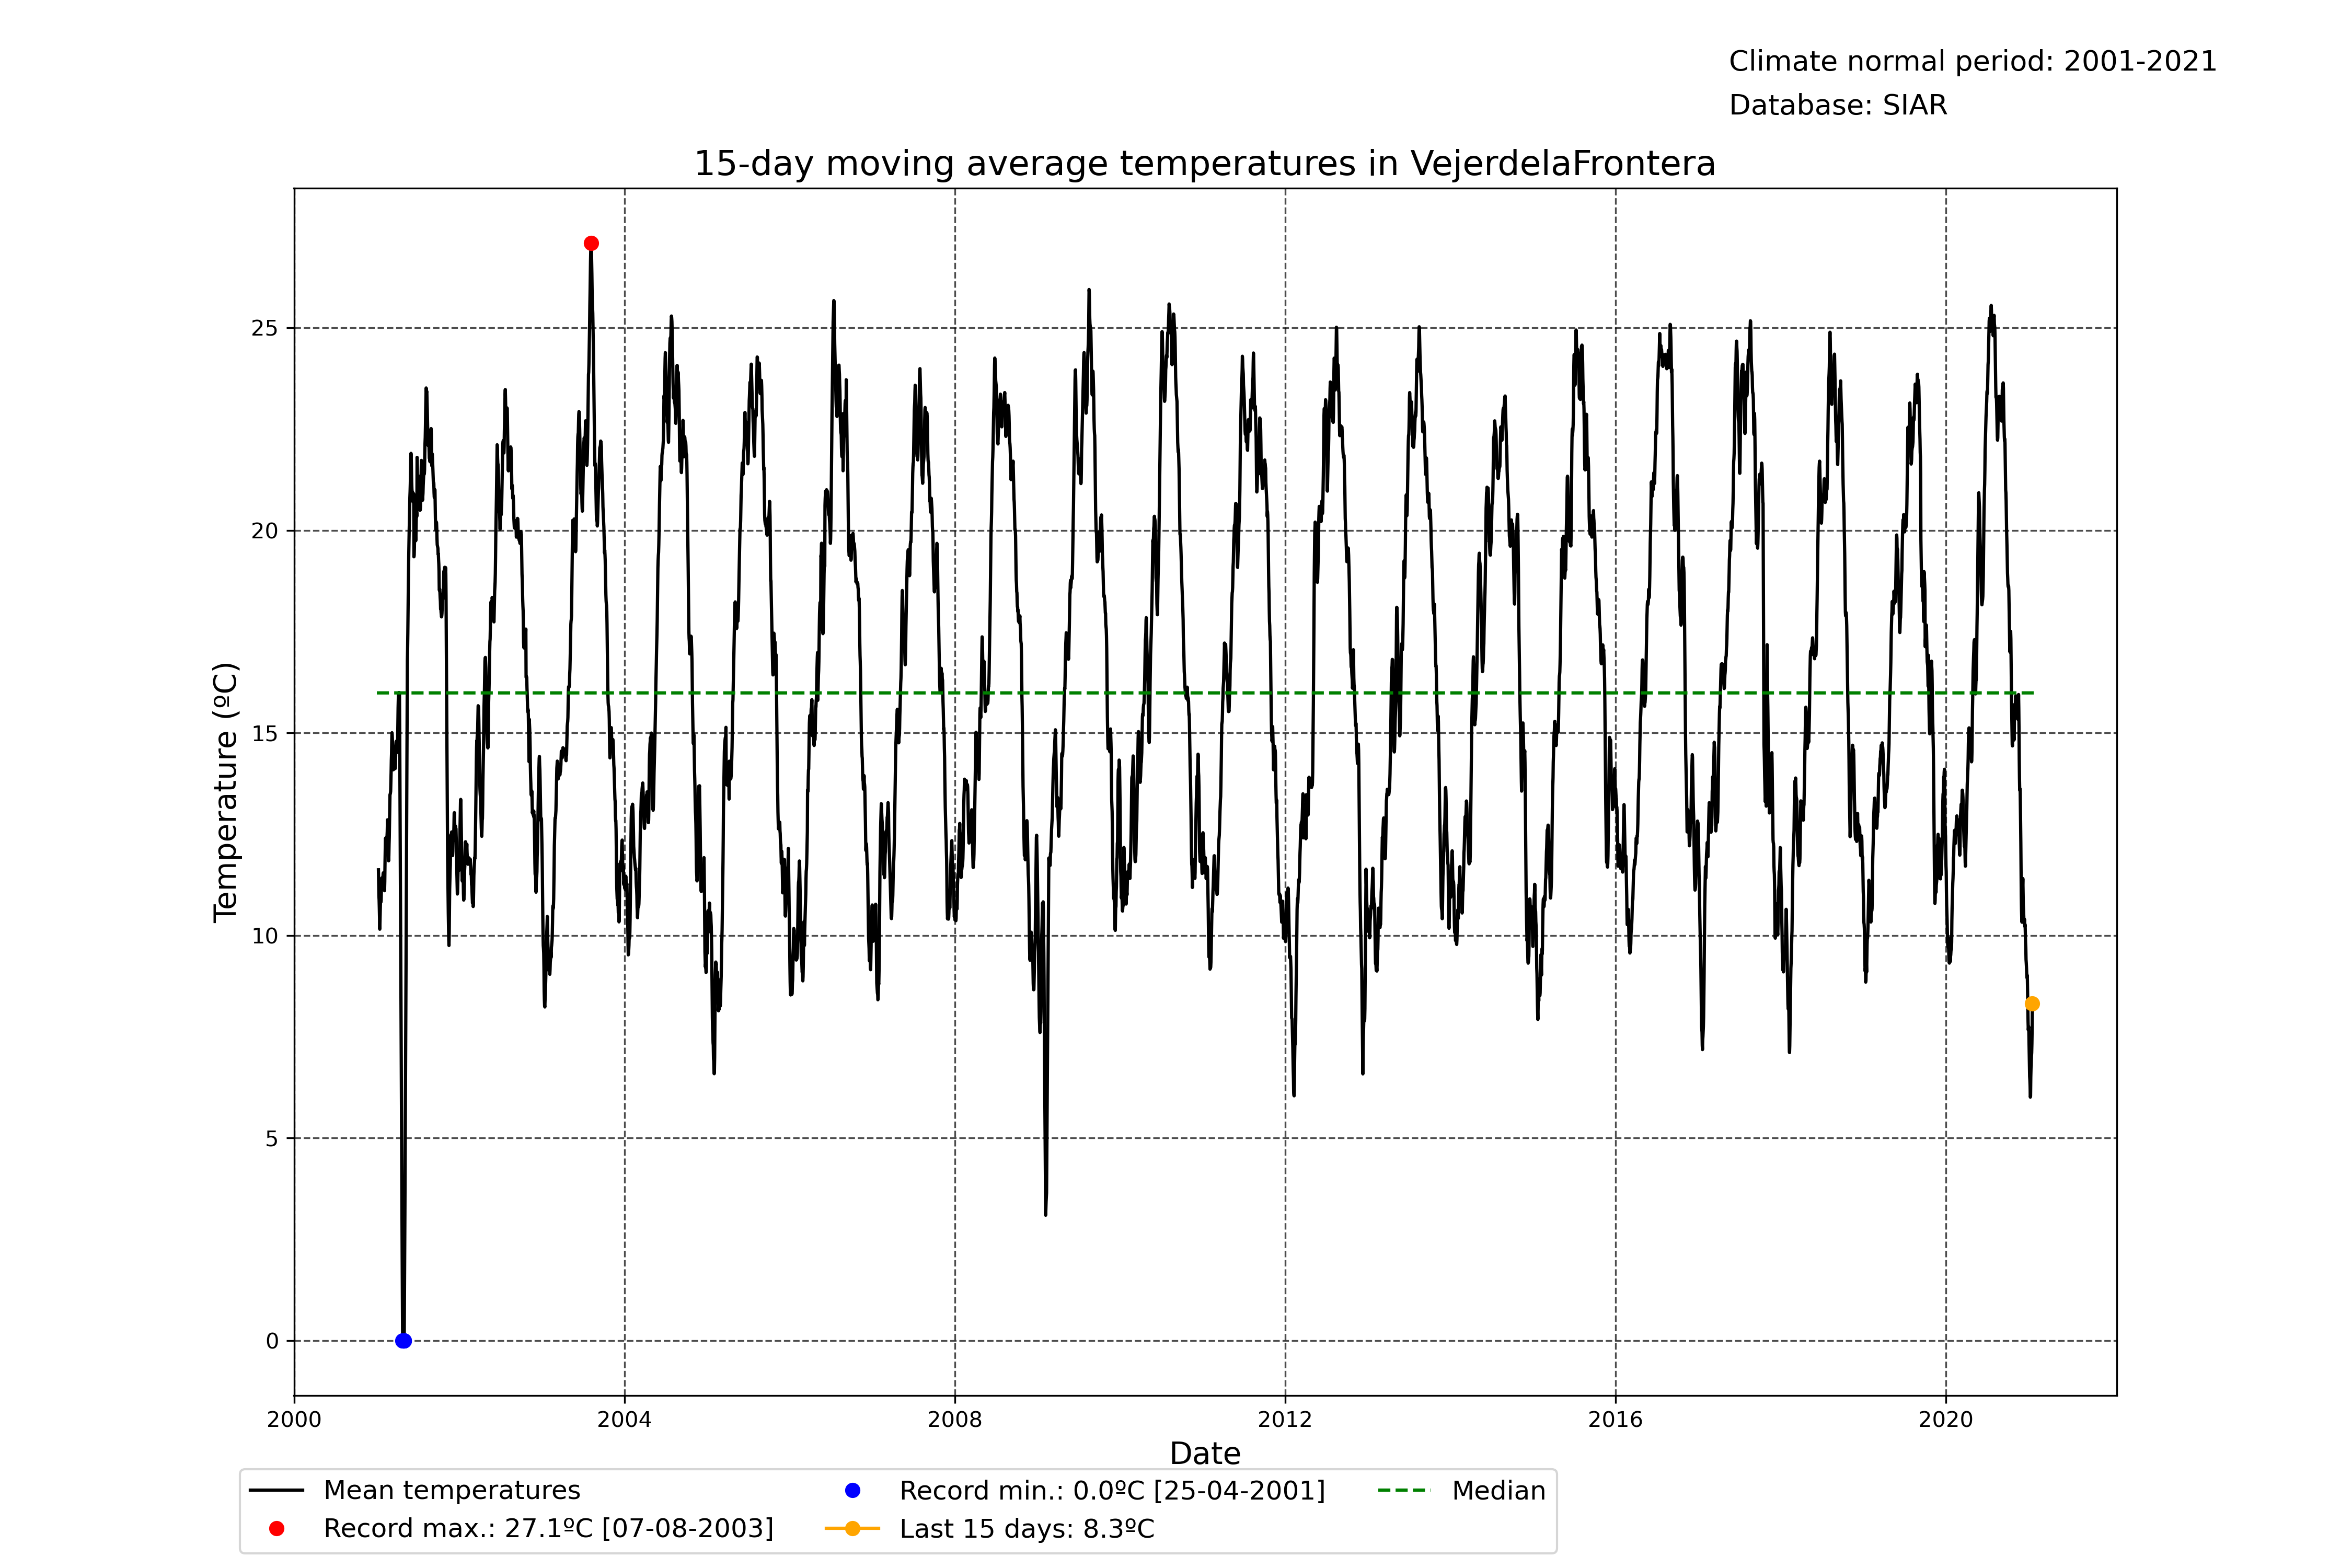 Climate normal period: 2001-2021
Database: SIAR
15-day moving average temperatures in VejerdelaFrontera
Temperature (ºC)
25
20
15
10
5
0
2000
2004
2008
2012
2016
2020
Date
Mean temperatures
Record max.: 27.1ºC [07-08-2003]
Record min.: 0.0ºC [25-04-2001]
Last 15 days: 8.3ºC
Median